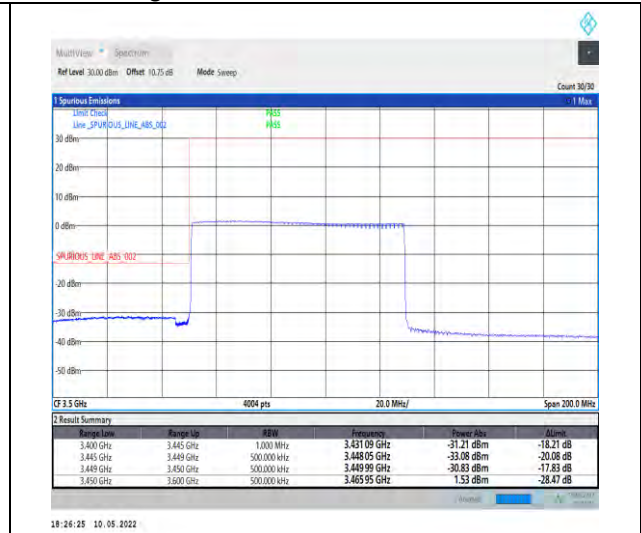 MultiView Spectrum
Ref Level 30.00 dBm Offset 10.75 dB Mode Sweep
Count 30/30
1 Spurious Emissions 1 Max
Limit Check PASS
Line _SPURIOUS_LINE_ABS_002 PASS
30 dBm
20 dBm
10 dBm
0 dBm
SPURIOUS_LINE_ABS_002
-20 dBm
-30 dBm
-40 dBm
-50 dBm
CF 3.5 GHz 4004 pts 20.0 MHz/ Span 200.0 MHz
2 Result Summary
Range Low Range Up RBW Frequency Power Abs ΔLimit
3.400 GHz 3.445 GHz 1.000 MHz 3.431 09 GHz -31.21 dBm -18.21 dB
3.445 GHz 3.449 GHz 500.000 kHz 3.448 05 GHz -33.08 dBm -20.08 dB
3.449 GHz 3.450 GHz 500.000 kHz 3.449 99 GHz -30.83 dBm -17.83 dB
3.450 GHz 3.600 GHz 500.000 kHz 3.465 95 GHz 1.53 dBm -28.47 dB
18:26:25 10.05.2022